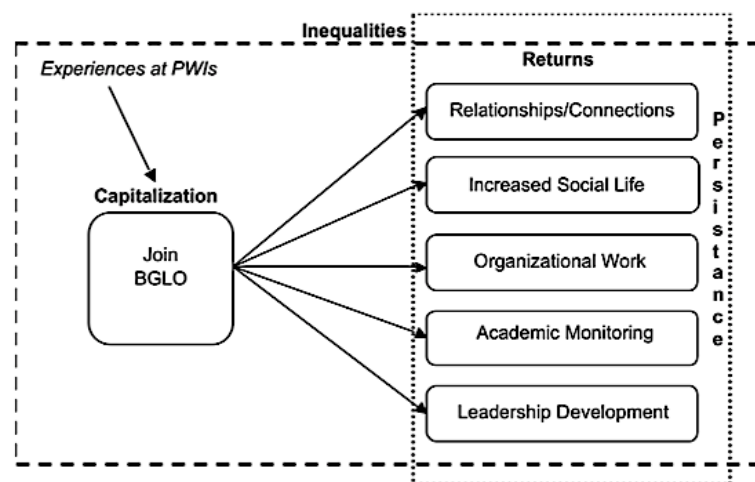 Inequalities
Experiences at PWIs
Returns
Capitalization
Join
BGLO
Relationships/Connections
Increased Social Life
Organizational Work
Academic Monitoring
Leadership Development
Persistance